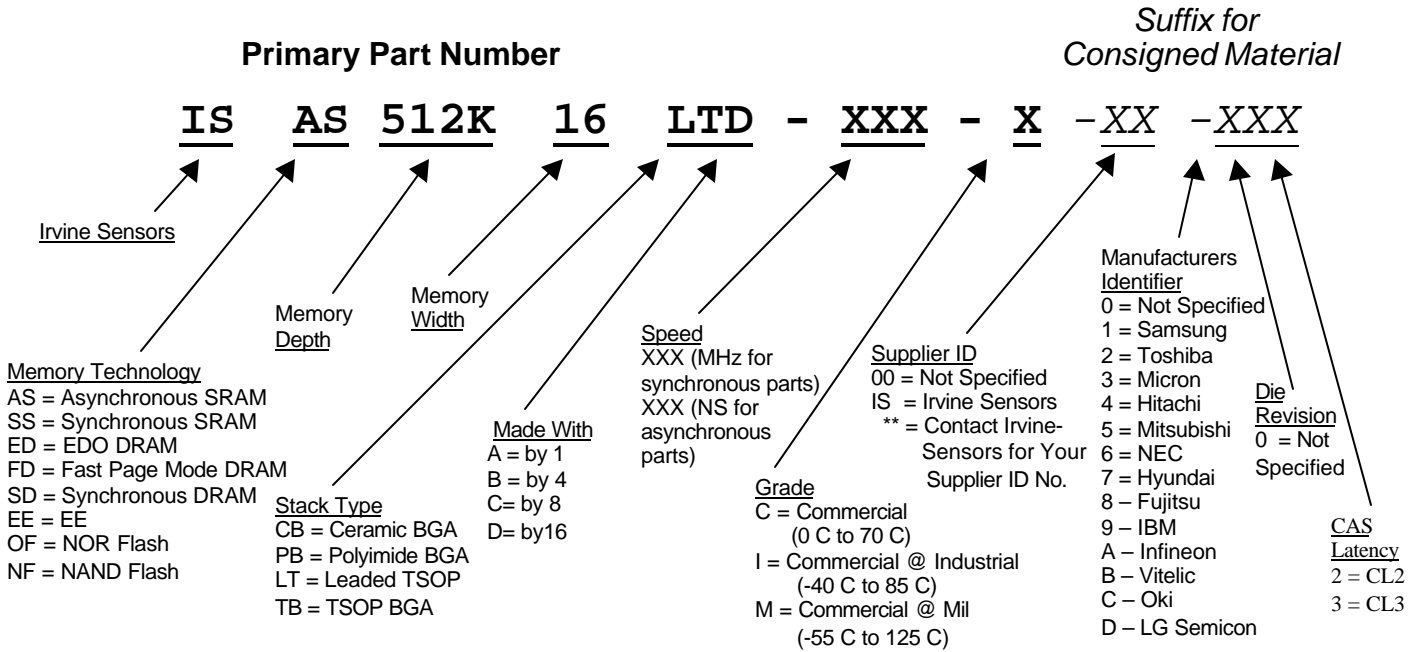 Primary Part Number
Suffix for
Consigned Material
IS AS 512K 16 LTD - XXX - X -XX -XXX
Irvine Sensors
Memory Technology
AS = Asynchronous SRAM
SS = Synchronous SRAM
ED = EDO DRAM
FD = Fast Page Mode DRAM
SD = Synchronous DRAM
EE = EE
OF = NOR Flash
NF = NAND Flash
Memory
Depth
Memory
Width
Stack Type
CB = Ceramic BGA
PB = Polyimide BGA
LT = Leaded TSOP
TB = TSOP BGA
Made With
A = by 1
B = by 4
C= by 8
D= by16
Speed
XXX (MHz for
synchronous parts)
XXX (NS for
asynchronous
parts)
Grade
C = Commercial
(0 C to 70 C)
I = Commercial @ Industrial
(-40 C to 85 C)
M = Commercial @ Mil
(-55 C to 125 C)
Supplier ID
00 = Not Specified
IS = Irvine Sensors
** = Contact Irvine-
Sensors for Your
Supplier ID No.
Manufacturers
Identifier
0 = Not Specified
1 = Samsung
2 = Toshiba
3 = Micron
4 = Hitachi
5 = Mitsubishi
6 = NEC
7 = Hyundai
8 – Fujitsu
9 – IBM
A – Infineon
B – Vitelic
C – Oki
D – LG Semicon
Die
Revision
0 = Not
Specified
CAS
Latency
2 = CL2
3 = CL3